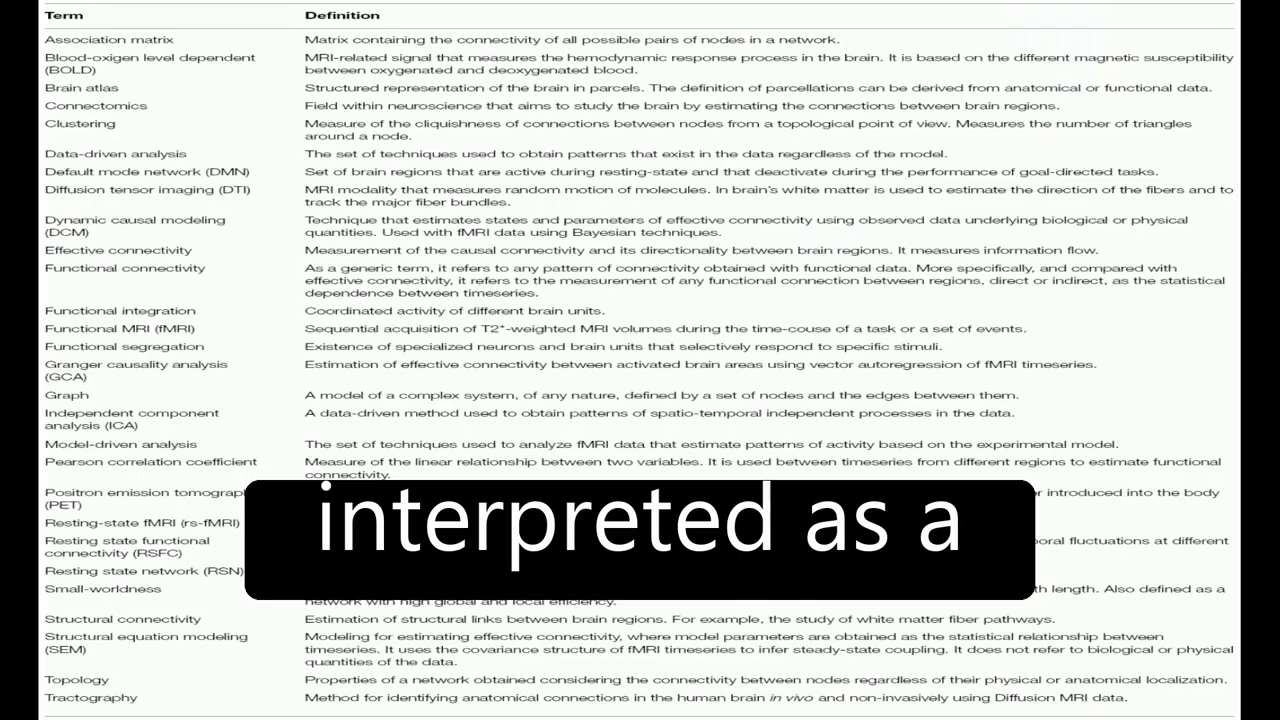 Term Definition
Association matrix Matrix containing the connectivity of all possible pairs of nodes in a network.
Blood-oxigen level dependent MRI-related signal that measures the hemodynamic response process in the brain. It is based on the different magnetic susceptibility
(BOLD) between oxygenated and deoxygenated blood.
Brain atlas Structured representation of the brain in parcels. The definition of parcellations can be derived from anatomical or functional data.
Connectomics Field within neuroscience that aims to study the brain by estimating the connections between brain regions.
Clustering Measure of the cliquishness of connections between nodes from a topological point of view. Measures the number of triangles
around a node.
Data-driven analysis The set of techniques used to obtain patterns that exist in the data regardless of the model.
Default mode network (DMN) Set of brain regions that are active during resting-state and that deactivate during the performance of goal-directed tasks.
Diffusion tensor imaging (DTI) MRI modality that measures random motion of molecules. In brain's white matter is used to estimate the direction of the fibers and to
track the major fiber bundles.
Dynamic causal modeling Technique that estimates states and parameters of effective connectivity using observed data underlying biological or physical
(DCM) quantities. Used with fMRI data using Bayesian techniques.
Effective connectivity Measurement of the causal connectivity and its directionality between brain regions. It measures information flow.
Functional connectivity As a generic term, it refers to any pattern of connectivity obtained with functional data. More specifically, and compared with
effective connectivity, it refers to the measurement of any functional connection between regions, direct or indirect, as the statistical
dependence between timeseries.
Functional integration Coordinated activity of different brain units.
Functional MRI (fMRI) Sequential acquisition of T2*-weighted MRI volumes during the time-couse of a task or a set of events.
Functional segregation Existence of specialized neurons and brain units that selectively respond to specific stimuli.
Granger causality analysis Estimation of effective connectivity between activated brain areas using vector autoregression of fMRI timeseries.
(GCA)
Graph A model of a complex system, of any nature, defined by a set of nodes and the edges between them.
Independent component A data-driven method used to obtain patterns of spatio-temporal independent processes in the data.
analysis (ICA)
Model-driven analysis The set of techniques used to analyze fMRI data that estimate patterns of activity based on the experimental model.
Pearson correlation coefficient Measure of the linear relationship between two variables. It is used between timeseries from different regions to estimate functional
connectivity.
Positron emission introduced into the body
(PET)
interpreted as a
Resting-state fMRI (rs-fMRI)
Resting state functional fluctuations at different
connectivity (RSFC)
Resting state network (RSN)
Small-worldness length. Also defined as a
network with high global and local efficiency.
Structural connectivity Estimation of structural links between brain regions. For example, the study of white matter fiber pathways.
Structural equation modeling Modeling for estimating effective connectivity, where model parameters are obtained as the statistical relationship between
(SEM) timeseries. It uses the covariance structure of fMRI timeseries to infer steady-state coupling. It does not refer to biological or physical
quantities of the data.
Topology Properties of a network obtained considering the connectivity between nodes regardless of their physical or anatomical localization.
Tractography Method for identifying anatomical connections in the human brain in vivo and non-invasively using Diffusion MRI data.